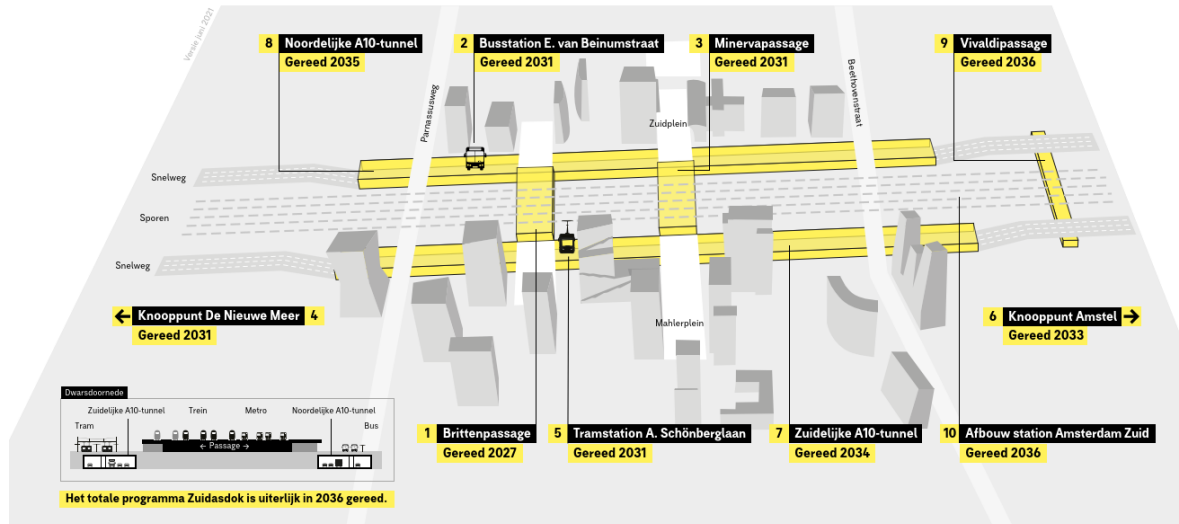 Versie juni 2021
8 Noordelijke A10-tunnel
Gereed 2035
2 Busstation E. van Beinumstraat
Gereed 2031
3 Minervapassage
Gereed 2031
9 Vivaldipassage
Gereed 2036
Parnassusweg
Beethovenstraat
Zuidplein
Snelweg
Sporen
Snelweg
Mahlerplein
Knooppunt De Nieuwe Meer 4
Gereed 2031
6 Knooppunt Amstel
Gereed 2033
Dwarsdoornede
Zuidelijke A10-tunnel Trein Metro Noordelijke A10-tunnel
Tram Bus
← Passage →
1 Brittenpassage
Gereed 2027
5 Tramstation A. Schönberglaan
Gereed 2031
7 Zuidelijke A10-tunnel
Gereed 2034
10 Afbouw station Amsterdam Zuid
Gereed 2036
Het totale programma Zuidasdok is uiterlijk in 2036 gereed.